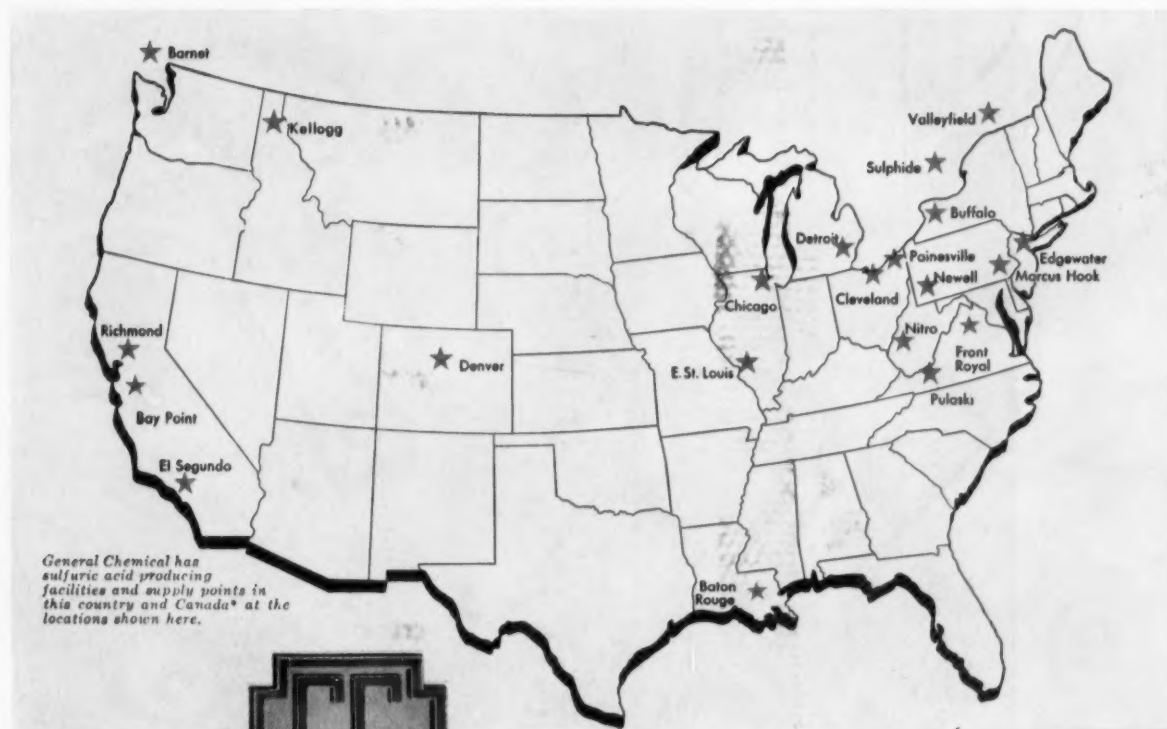 Barnet
Kellogg
Valleyfield
Sulphide
Buffalo
Detroit
Painesville
Edgewater
Newell
Marcus Hook
Chicago
Cleveland
Richmond
Nitro
Denver
E. St. Louis
Front
Royal
Bay Point
Pulaski
El Segundo
General Chemical has
sulfuric acid producing
facilities and supply points in
this country and Canada* at the
locations shown here.
Baton
Rouge